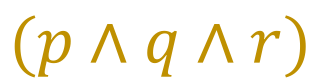 (p ∧ q ∧ r)